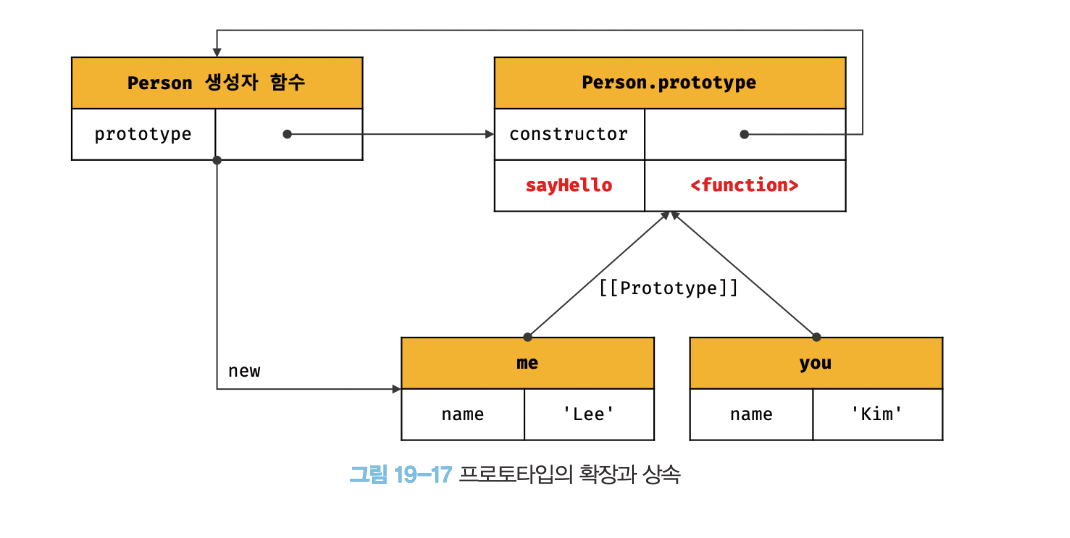 Person 생성자 함수
prototype
Person.prototype
constructor
sayHello <function>
[[Prototype]]
new
me
name 'Lee'
you
name 'Kim'
그림 19–17 프로토타입의 확장과 상속